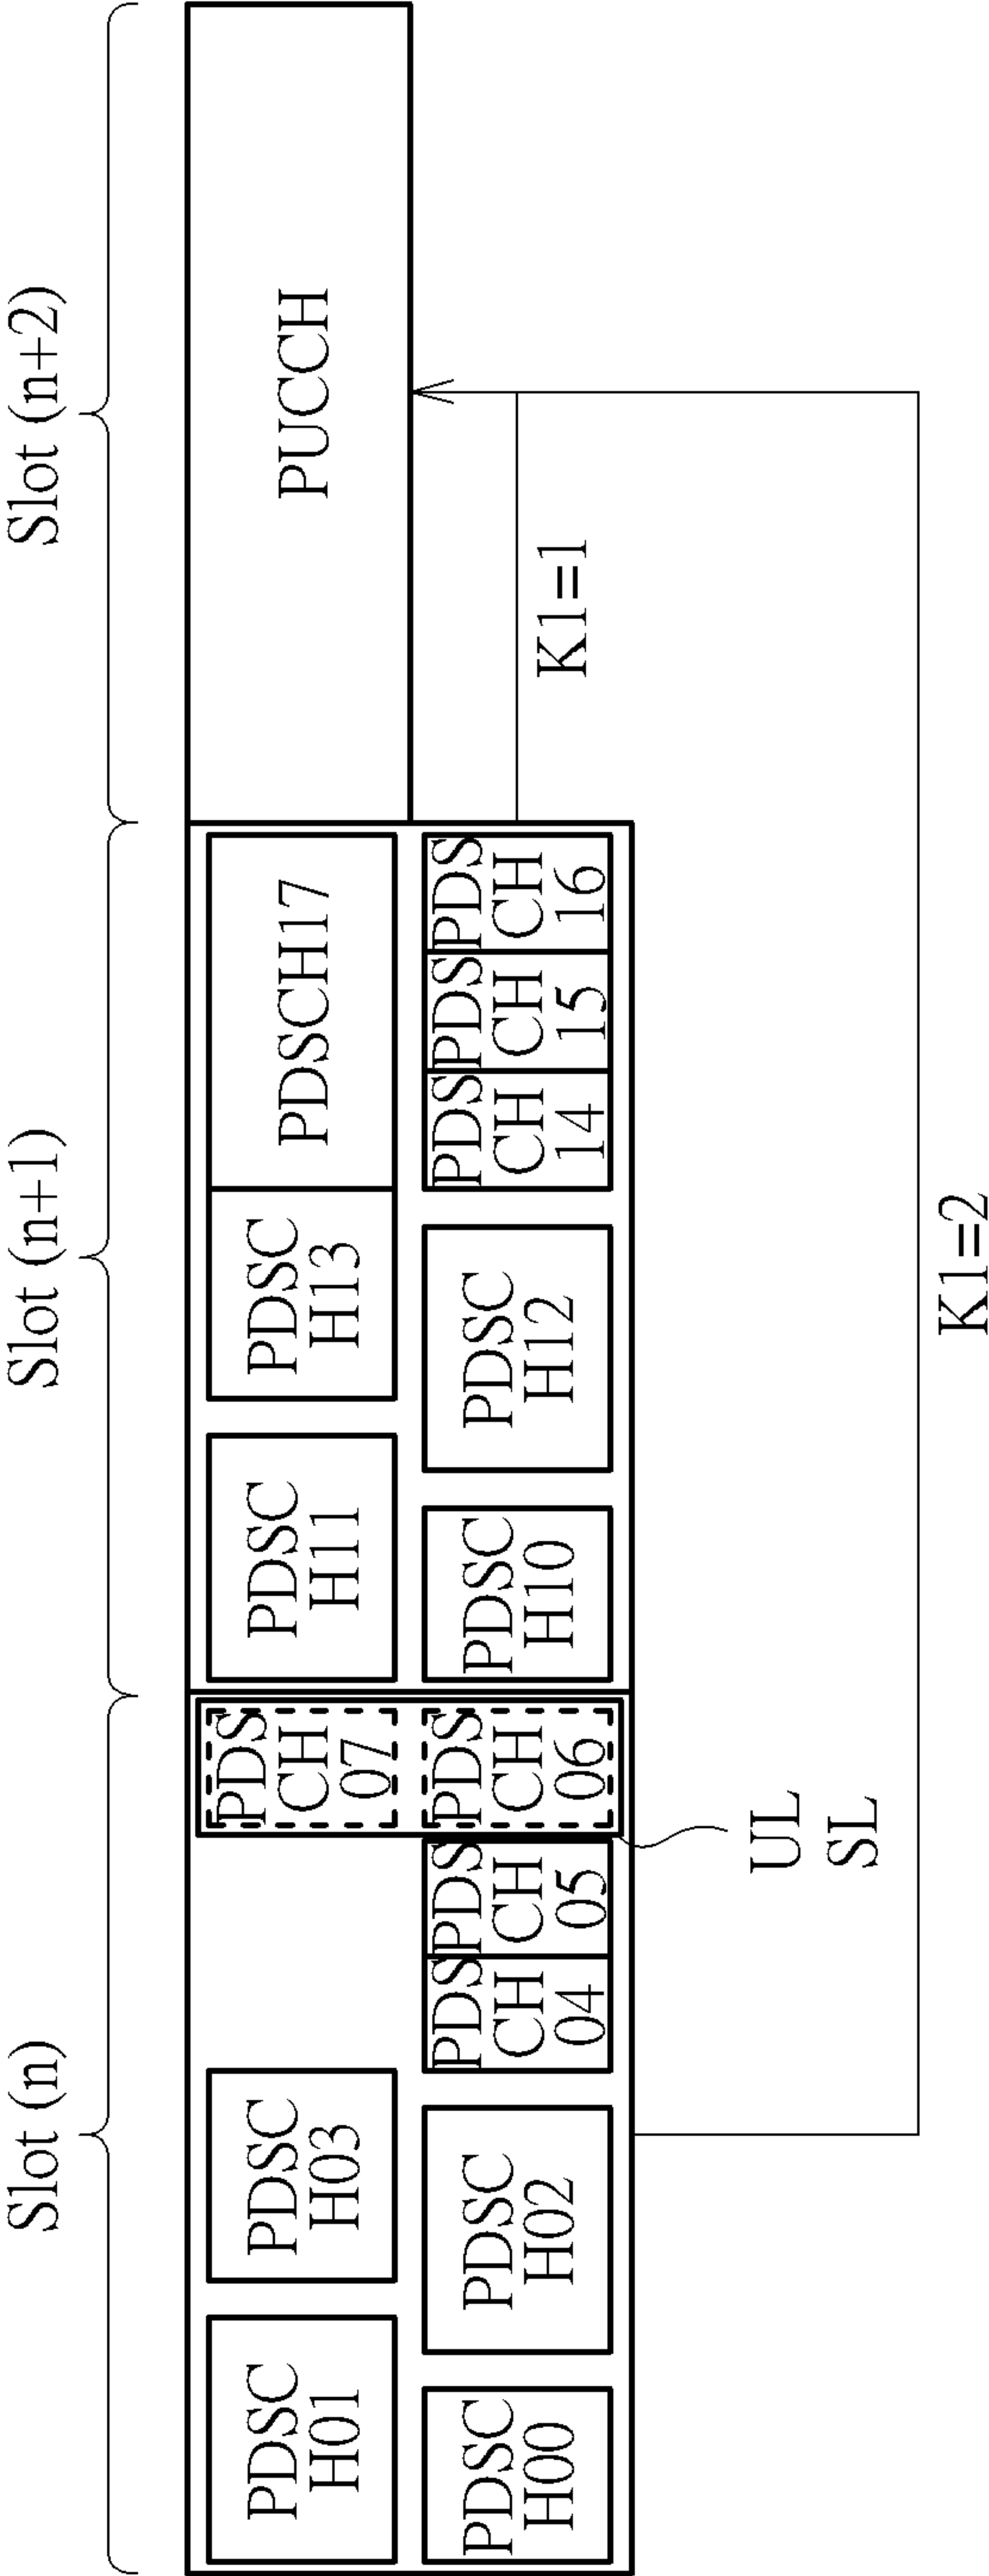 Slot (n)
Slot (n+1)
Slot (n+2)
PDSC
H01
PDSC
H03
PDS
CH
07
PDSC
H11
PDSC
H13
PDSCH17
PUCCH
PDSC
H00
PDSC
H02
PDS
CH
04
PDS
CH
05
PDS
CH
06
PDSC
H10
PDSC
H12
PDS
CH
14
PDS
CH
15
PDS
CH
16
K1=1
UL
SL
K1=2